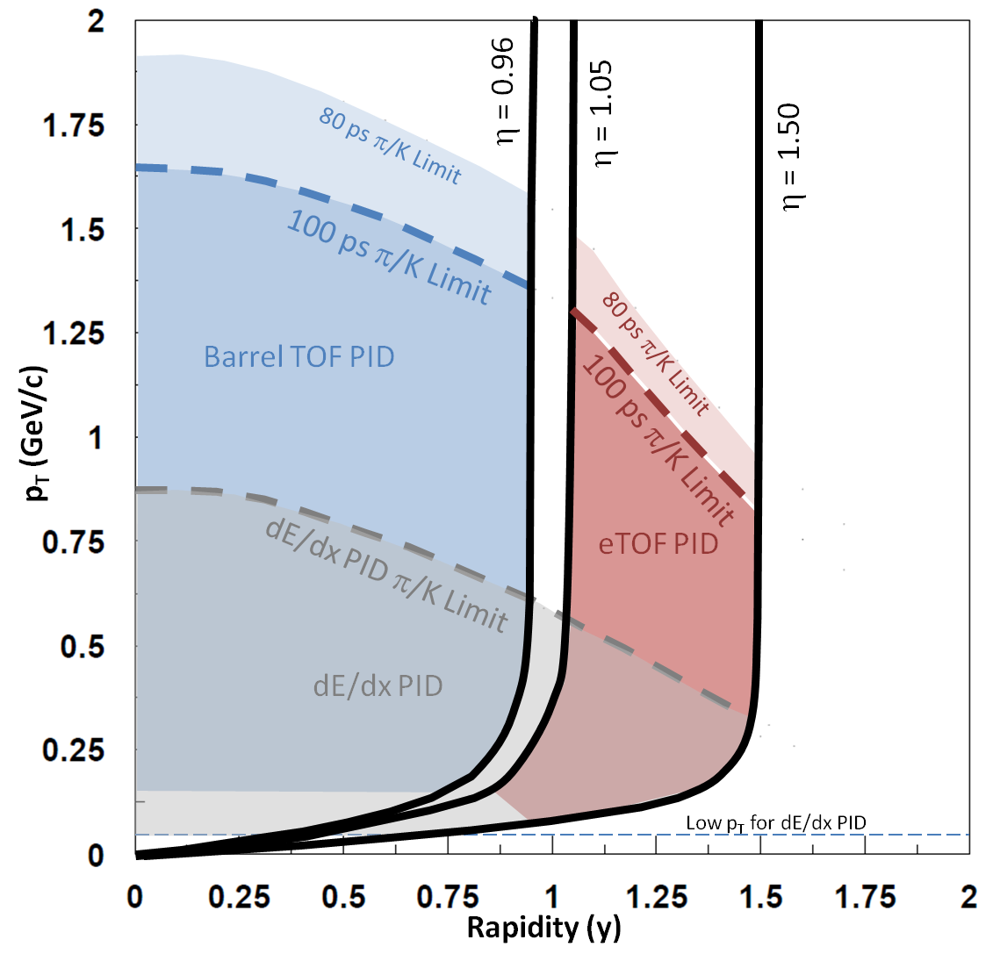 2
1.75
1.5
1.25
1
0.75
0.5
0.25
0
pT (GeV/c)
η = 0.96
η = 1.05
η = 1.50
80 ps π/K Limit
100 ps π/K Limit
Barrel TOF PID
80 ps π/K Limit
100 ps π/K Limit
eTOF PID
dE/dx PID π/K Limit
dE/dx PID
Low pT for dE/dx PID
0 0.25 0.5 0.75 1 1.25 1.5 1.75 2
Rapidity (y)